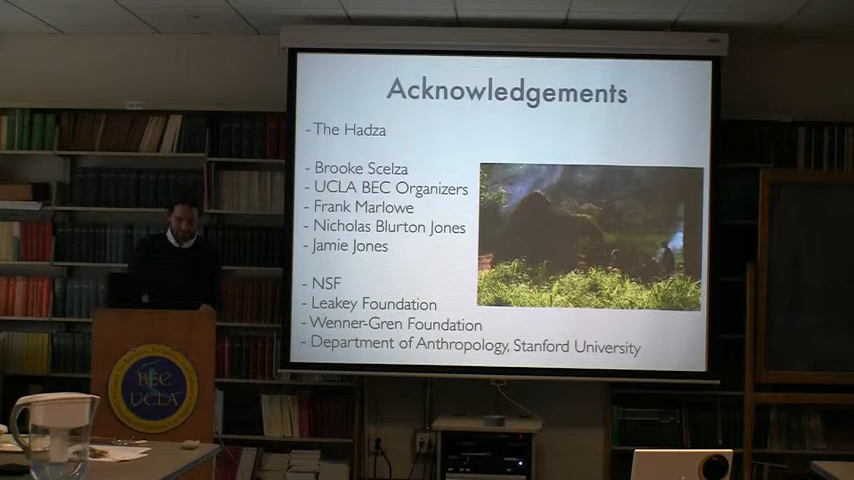 Acknowledgements
- The Hadza
- Brooke Scelza
- UCLA BEC Organizers
- Frank Marlowe
- Nicholas Blurton Jones
- Jamie Jones
- NSF
- Leakey Foundation
- Wenner-Gren Foundation
- Department of Anthropology, Stanford University
BEC
UCLA